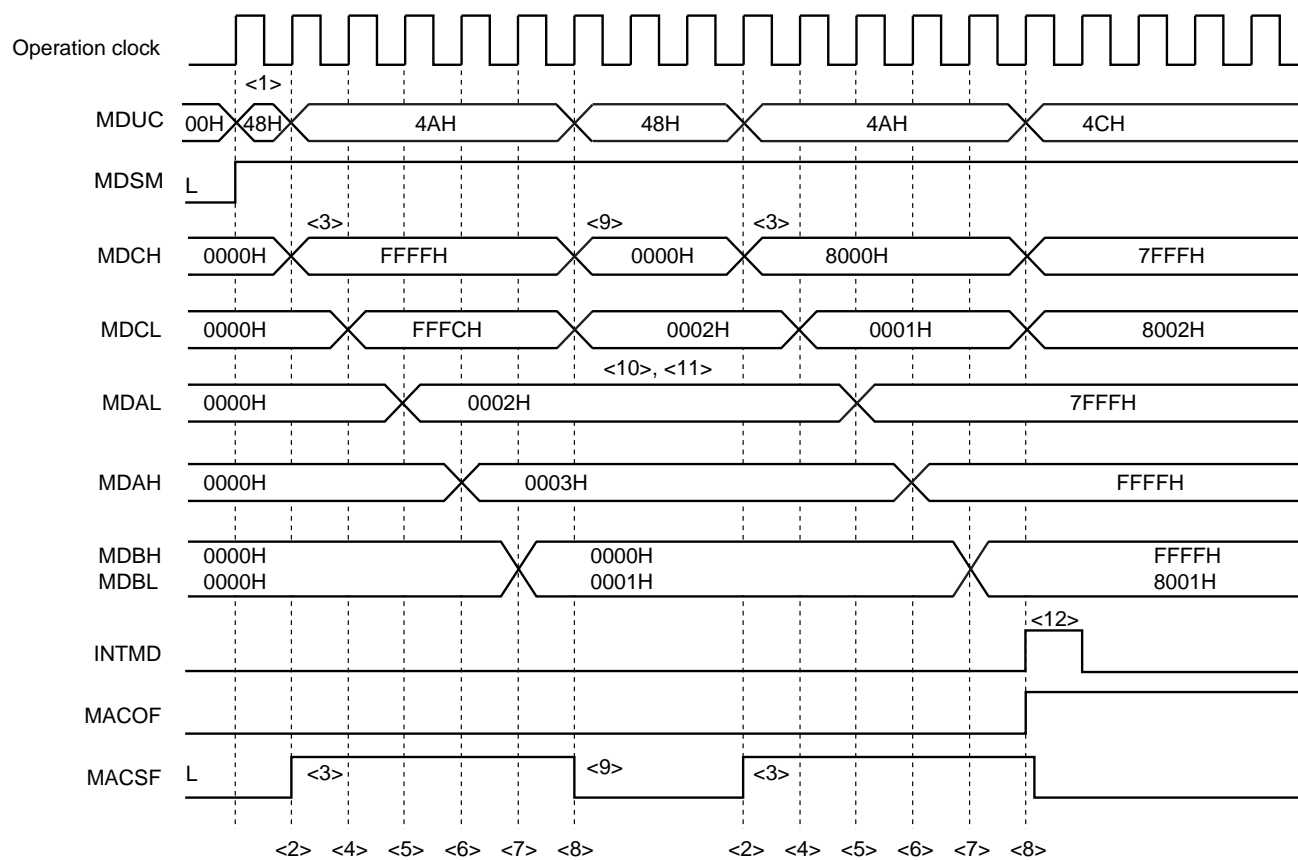 Operation clock
<1>
MDUC 00H 48H 4AH 48H 4AH 4CH
MDSM L
<3> <9> <3>
MDCH 0000H FFFFH 0000H 8000H 7FFFH
MDCL 0000H FFFCH 0002H 0001H 8002H
<10>, <11>
MDAL 0000H 0002H 7FFFH
MDAH 0000H 0003H FFFFH
MDBH 0000H 0000H FFFFH
MDBL 0000H 0001H 8001H
<12>
INTMD
MACOF
MACSF L <3> <9> <3>
<2> <4> <5> <6> <7> <8> <2> <4> <5> <6> <7> <8>